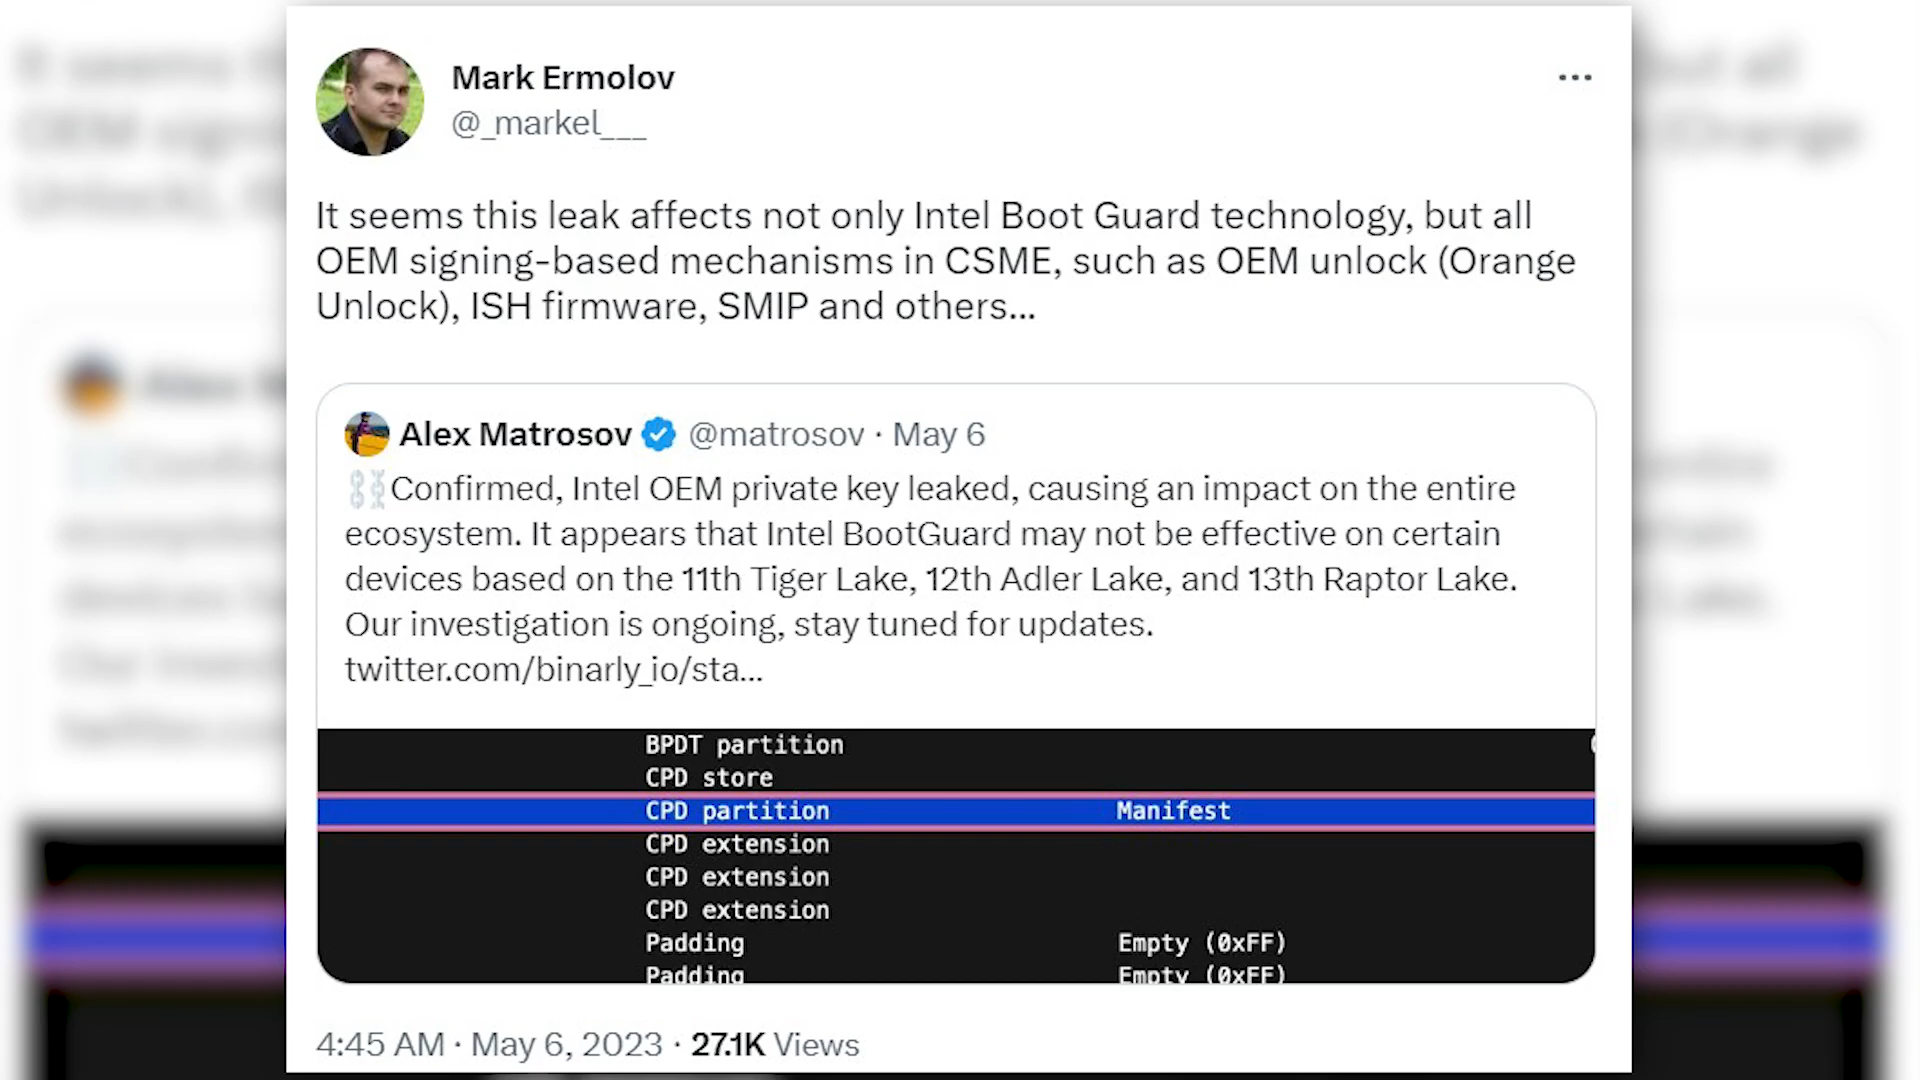 Mark Ermolov
@_markel___
It seems this leak affects not only Intel Boot Guard technology, but all
OEM signing-based mechanisms in CSME, such as OEM unlock (Orange
Unlock), ISH firmware, SMIP and others...
Alex Matrosov @matrosov · May 6
⛓️Confirmed, Intel OEM private key leaked, causing an impact on the entire
ecosystem. It appears that Intel BootGuard may not be effective on certain
devices based on the 11th Tiger Lake, 12th Adler Lake, and 13th Raptor Lake.
Our investigation is ongoing, stay tuned for updates.
twitter.com/binarly_io/sta...
BPDT partition
CPD store
CPD partition Manifest
CPD extension
CPD extension
CPD extension
Padding Empty (0xFF)
Padding Empty (0xFF)
4:45 AM · May 6, 2023 · 27.1K Views